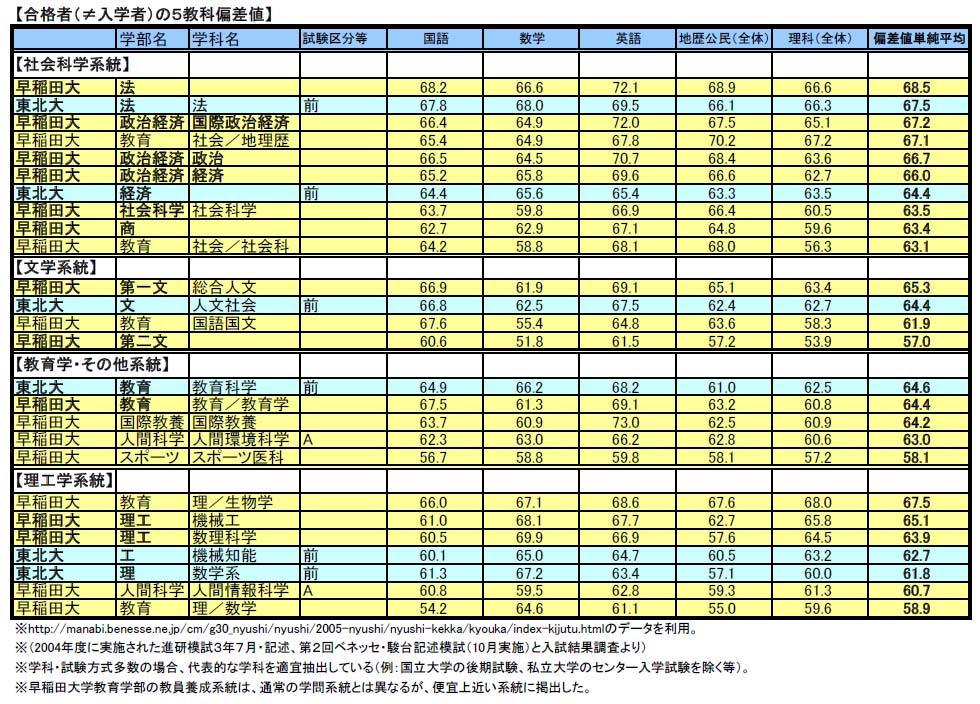 【合格者（≠入学者）の５教科偏差値】
学部名 学科名 試験区分等 国語 数学 英語 地歴公民（全体） 理科（全体） 偏差値単純平均
【社会科学系統】
早稲田大 法 68.2 66.6 72.1 68.9 66.6 68.5
東北大 法 法 前 67.8 68.0 69.5 66.1 66.3 67.5
早稲田大 政治経済 国際政治経済 66.4 64.9 72.0 67.5 65.1 67.2
早稲田大 教育 社会／地理歴 65.4 64.9 67.8 70.2 67.2 67.1
早稲田大 政治経済 政治 66.5 64.5 70.7 68.4 63.6 66.7
早稲田大 政治経済 経済 65.2 65.8 69.6 66.6 62.7 66.0
東北大 経済 前 64.4 65.6 65.4 63.3 63.5 64.4
早稲田大 社会科学 社会科学 63.7 59.8 66.9 66.4 60.5 63.5
早稲田大 商 62.7 62.9 67.1 64.8 59.6 63.4
早稲田大 教育 社会／社会科 64.2 58.8 68.1 68.0 56.3 63.1
【文学系統】
早稲田大 第一文 総合人文 66.9 61.9 69.1 65.1 63.4 65.3
東北大 文 人文社会 前 66.8 62.5 67.5 62.4 62.7 64.4
早稲田大 教育 国語国文 67.6 55.4 64.8 63.6 58.3 61.9
早稲田大 第二文 60.6 51.8 61.5 57.2 53.9 57.0
【教育学・その他系統】
東北大 教育 教育科学 前 64.9 66.2 68.2 61.0 62.5 64.6
早稲田大 教育 教育／教育学 67.5 61.3 69.1 63.2 60.8 64.4
早稲田大 国際教養 国際教養 63.7 60.9 73.0 62.5 60.9 64.2
早稲田大 人間科学 人間環境科学 A 62.3 63.0 66.2 62.8 60.6 63.0
早稲田大 スポーツ スポーツ医科 56.7 58.8 59.8 58.1 57.2 58.1
【理工学系統】
早稲田大 教育 理／生物学 66.0 67.1 68.6 67.6 68.0 67.5
早稲田大 理工 機械工 61.0 68.1 67.7 62.7 65.8 65.1
早稲田大 理工 数理科学 60.5 69.9 66.9 57.6 64.5 63.9
東北大 工 機械知能 前 60.1 65.0 64.7 60.5 63.2 62.7
東北大 理 数学系 前 61.3 67.2 63.4 57.1 60.0 61.8
早稲田大 人間科学 人間情報科学 A 60.8 59.5 62.8 59.3 61.3 60.7
早稲田大 教育 理／数学 54.2 64.6 61.1 55.0 59.6 58.9
※http://manabi.benesse.ne.jp/cm/g30_nyushi/nyushi/2005-nyushi/nyushi-kekka/kyouka/index-kijutu.htmlのデータを利用。
※（2004年度に実施された進研模試３年７月・記述、第２回ベネッセ・駿台記述模試（10月実施）と入試結果調査より）
※学科・試験方式多数の場合、代表的な学科を適宜抽出している（例：国立大学の後期試験、私立大学のセンター入学試験を除く等）。
※早稲田大学教育学部の教員養成系統は、通常の学問系統とは異なるが、便宜上近い系統に掲出した。